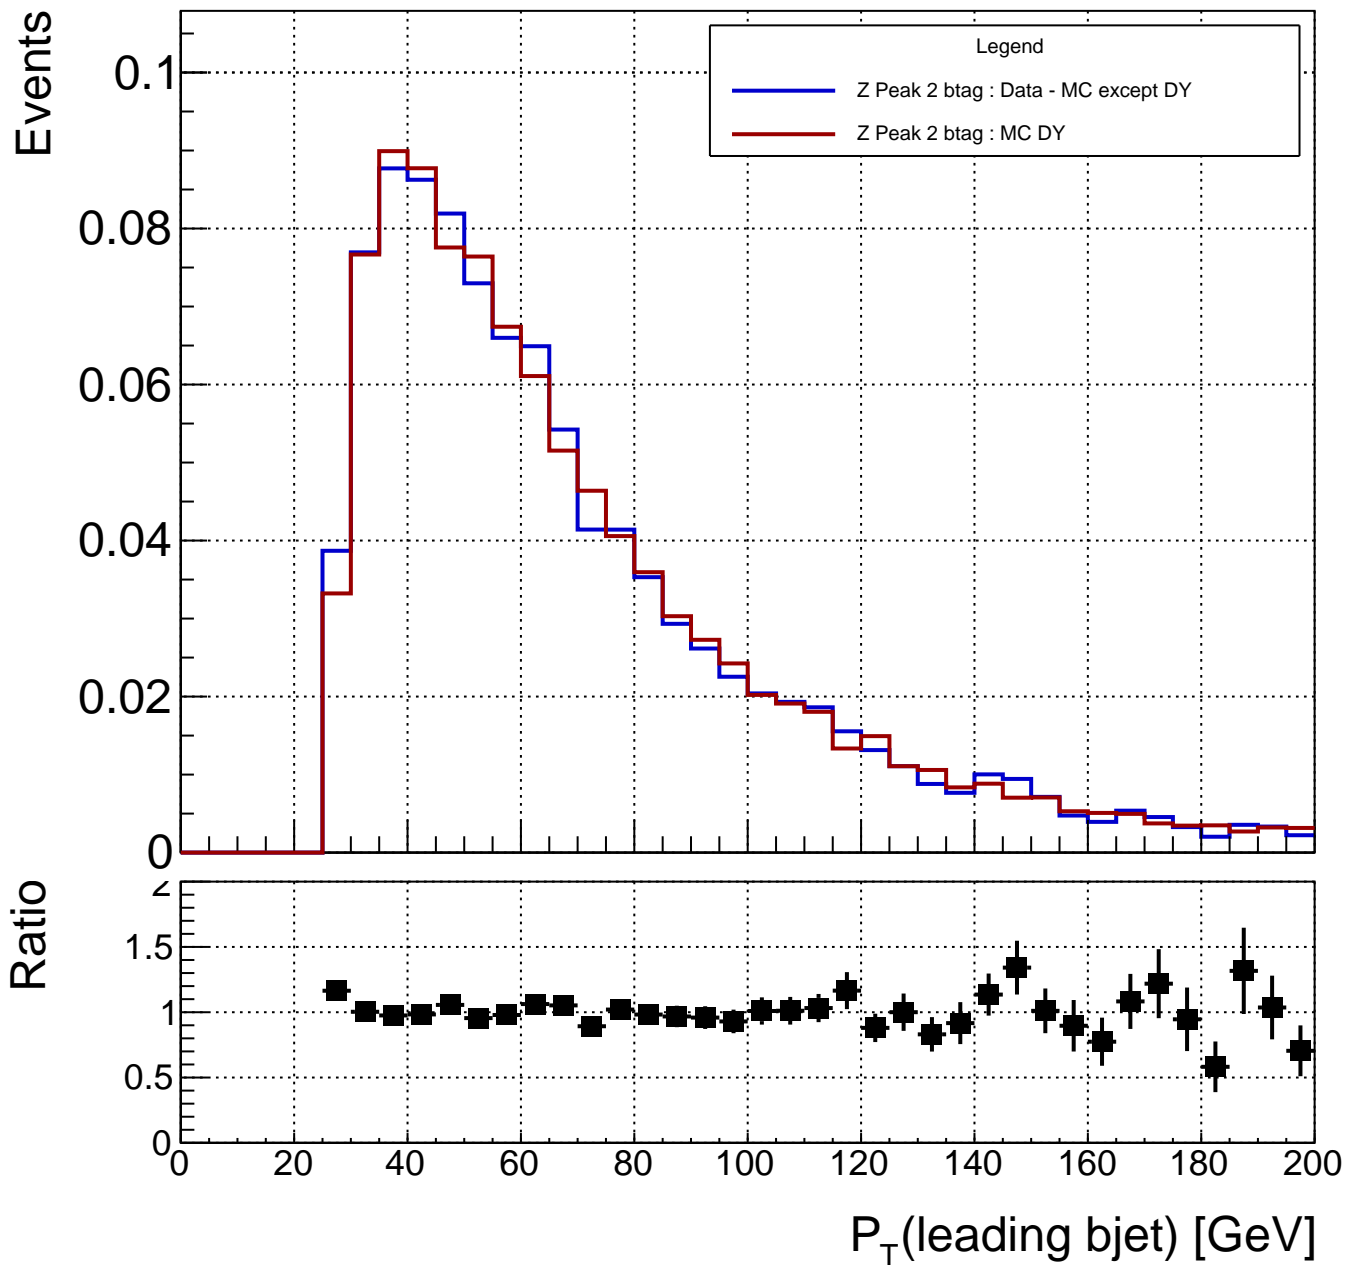 Events
0.1
0.08
0.06
0.04
0.02
0
Legend
Z Peak 2 btag : Data - MC except DY
Z Peak 2 btag : MC DY
Ratio
2
1.5
1
0.5
0
0 20 40 60 80 100 120 140 160 180 200
P_T(leading bjet) [GeV]